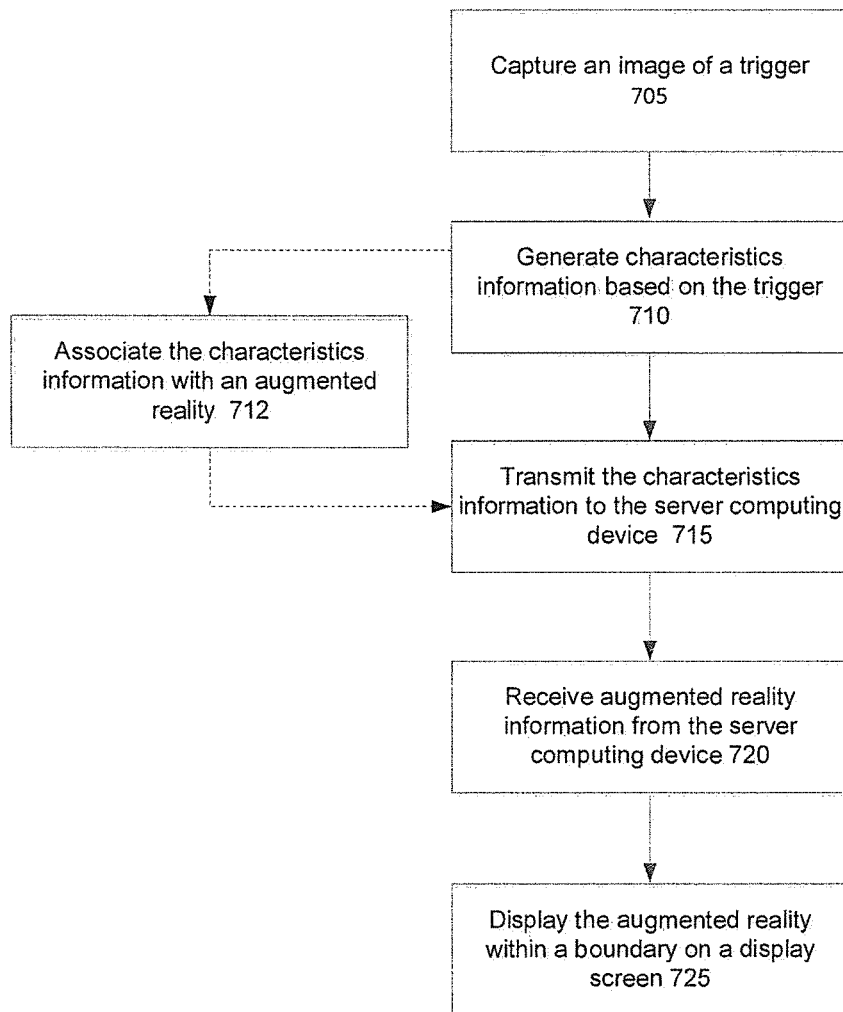 Capture an image of a trigger
705
Generate characteristics
information based on the trigger
710
Associate the characteristics
information with an augmented
reality 712
Transmit the characteristics
information to the server computing
device 715
Receive augmented reality
information from the server
computing device 720
Display the augmented reality
within a boundary on a display
screen 725